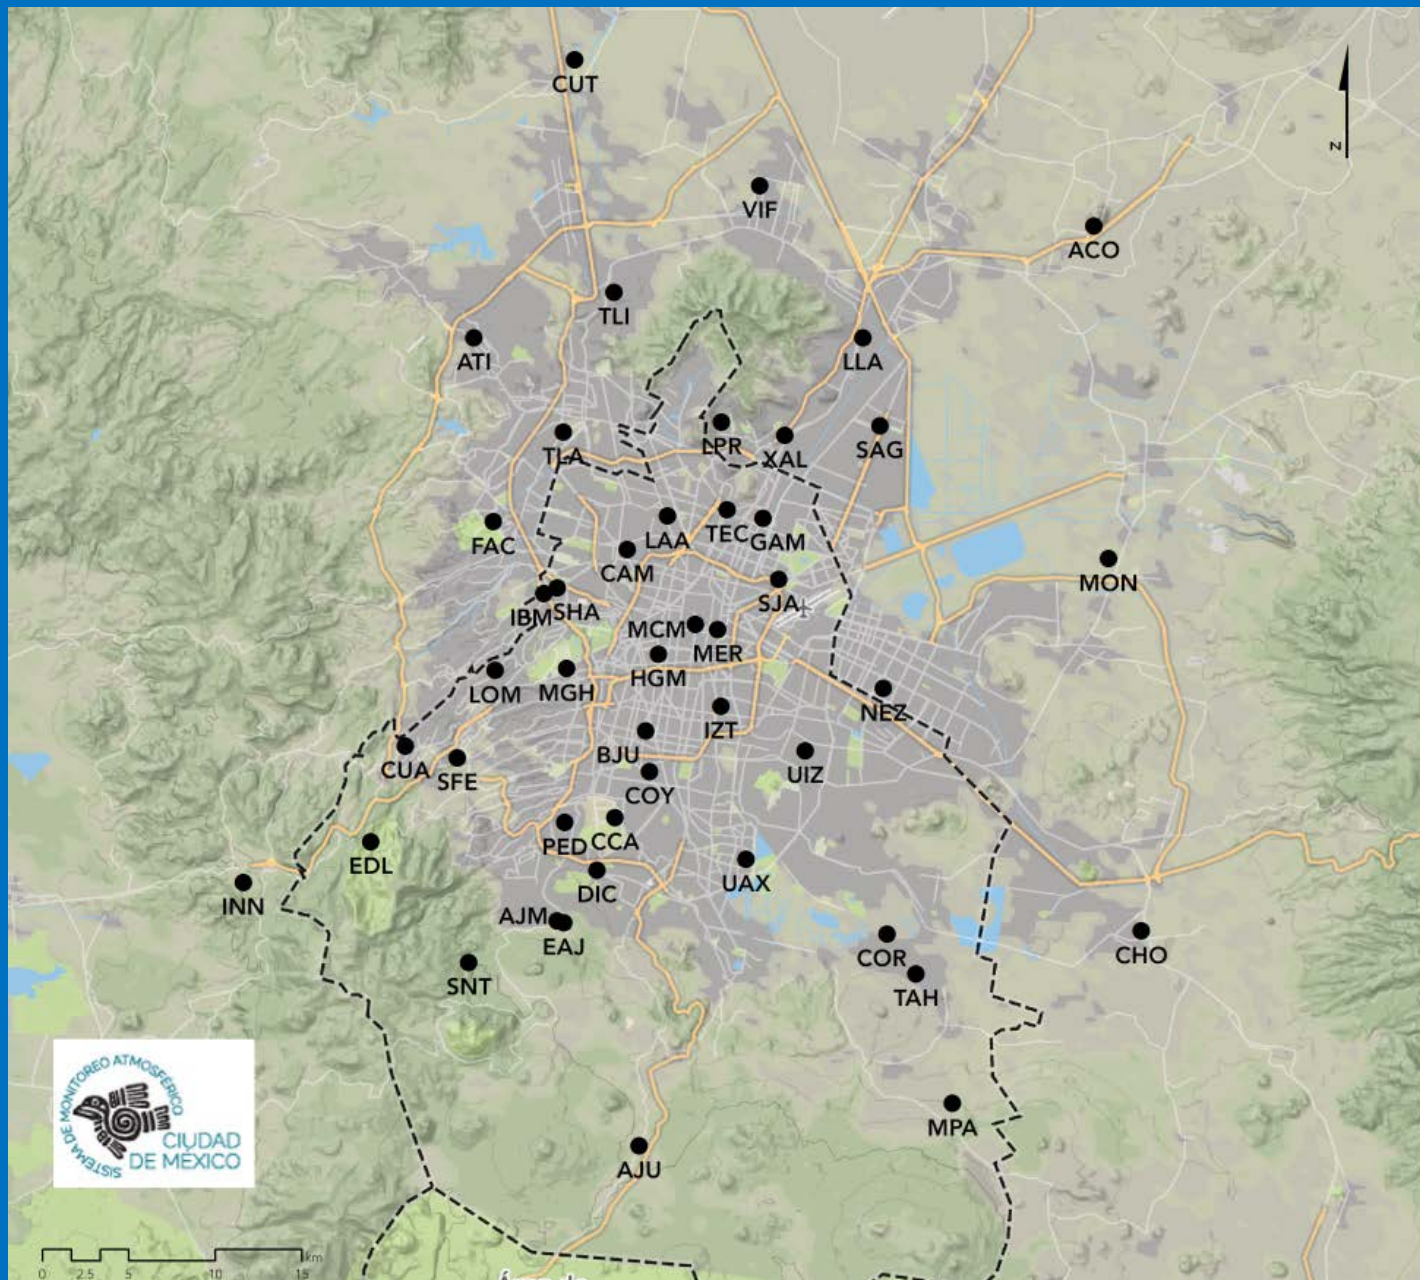 CUT
VIF
ACO
TLI
ATI
LLA
LPR
TLA
XAL
SAG
FAC
LAA
TEC
GAM
CAM
MON
IBM
SHA
SJA
MCM
MER
HGM
LOM
MGH
NEZ
IZT
BJU
CUA
SFE
UIZ
COY
PED
CCA
EDL
DIC
UAX
INN
AJM
EAJ
COR
CHO
SNT
TAH
MPA
AJU
N
SISTEMA DE MONITOREO ATMOSFÉRICO
CIUDAD
DE MÉXICO
km
0 2.5 5 10 15